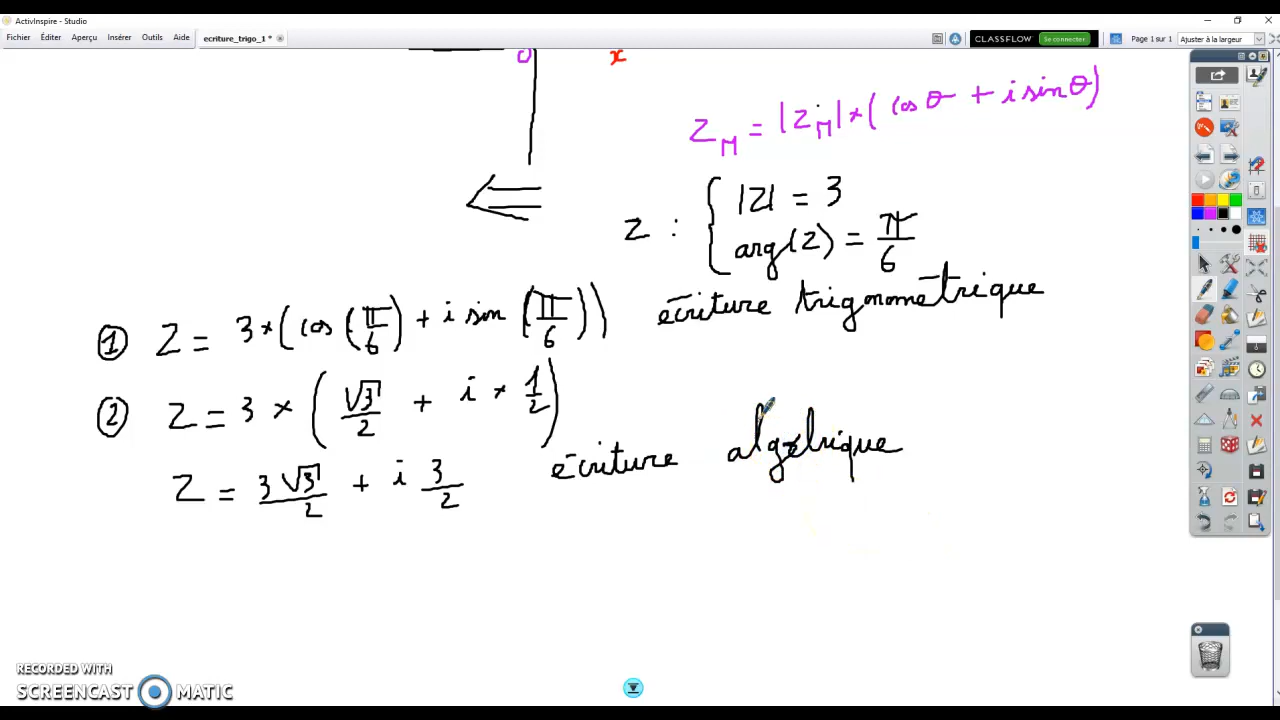 ActivInspire - Studio
Fichier Éditer Aperçu Insérer Outils Aide ecriture_trigo_1 *
CLASSFLOW Se connecter Page 1 sur 1 Ajuster à la largeur
0 x
Z_M = |Z_M| × (cos θ + i sin θ)
Z : { |Z| = 3
arg(Z) = π/6
① Z = 3 × (cos (π/6) + i sin (π/6)) écriture trigonométrique
② Z = 3 × (√3/2 + i × 1/2)
Z = 3√3/2 + i 3/2 écriture algébrique
RECORDED WITH
SCREENCAST MATIC